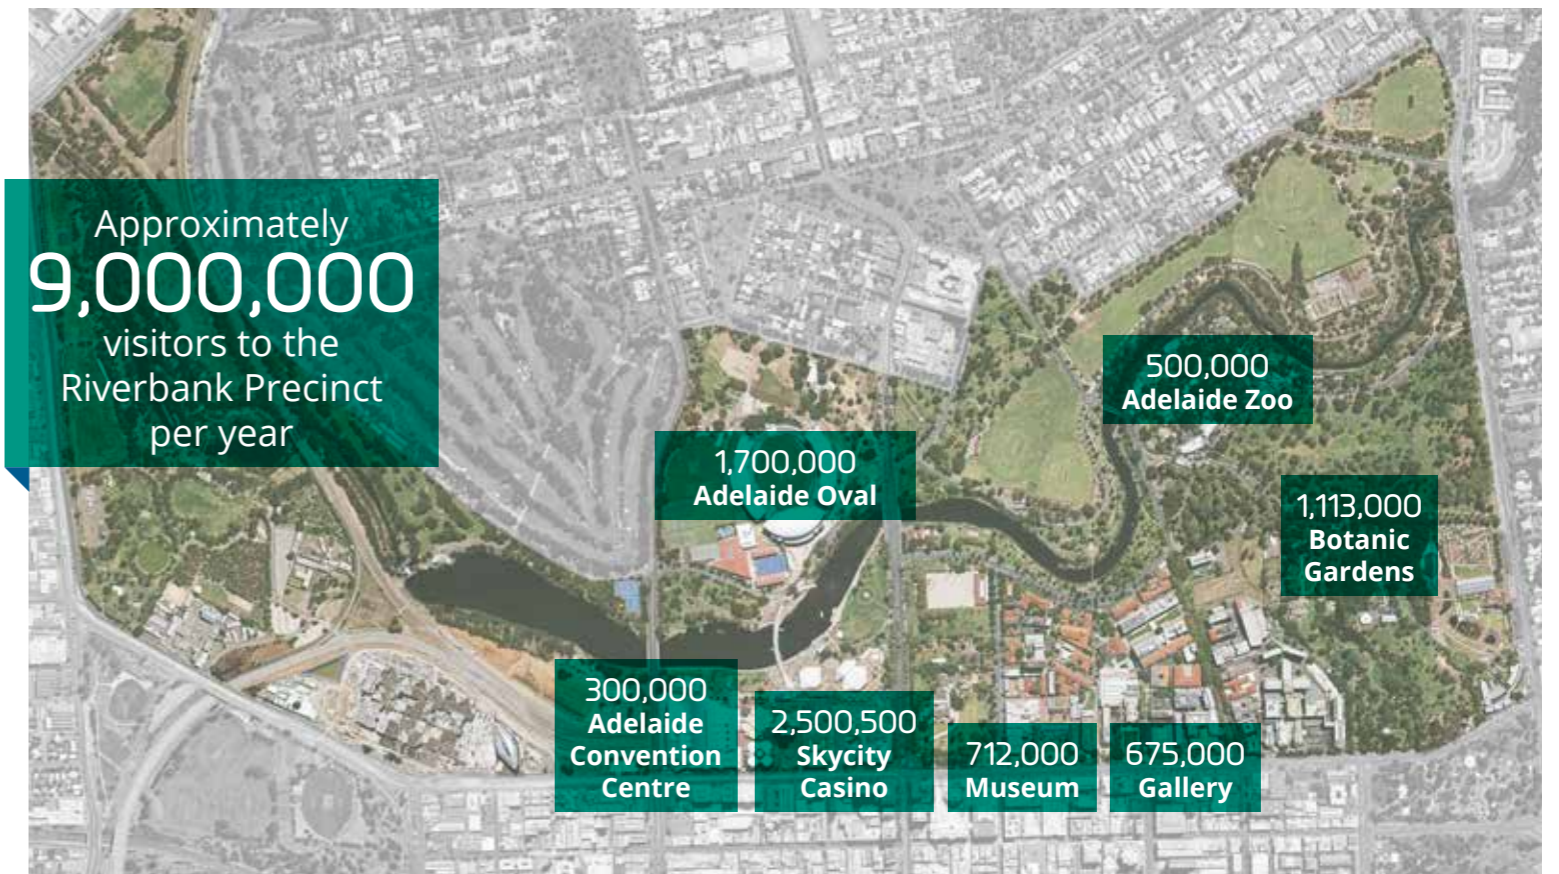 Approximately
9,000,000
visitors to the
Riverbank Precinct
per year
500,000
Adelaide Zoo
1,700,000
Adelaide Oval
1,113,000
Botanic
Gardens
300,000
Adelaide
Convention
Centre
2,500,500
Skycity
Casino
712,000
Museum
675,000
Gallery